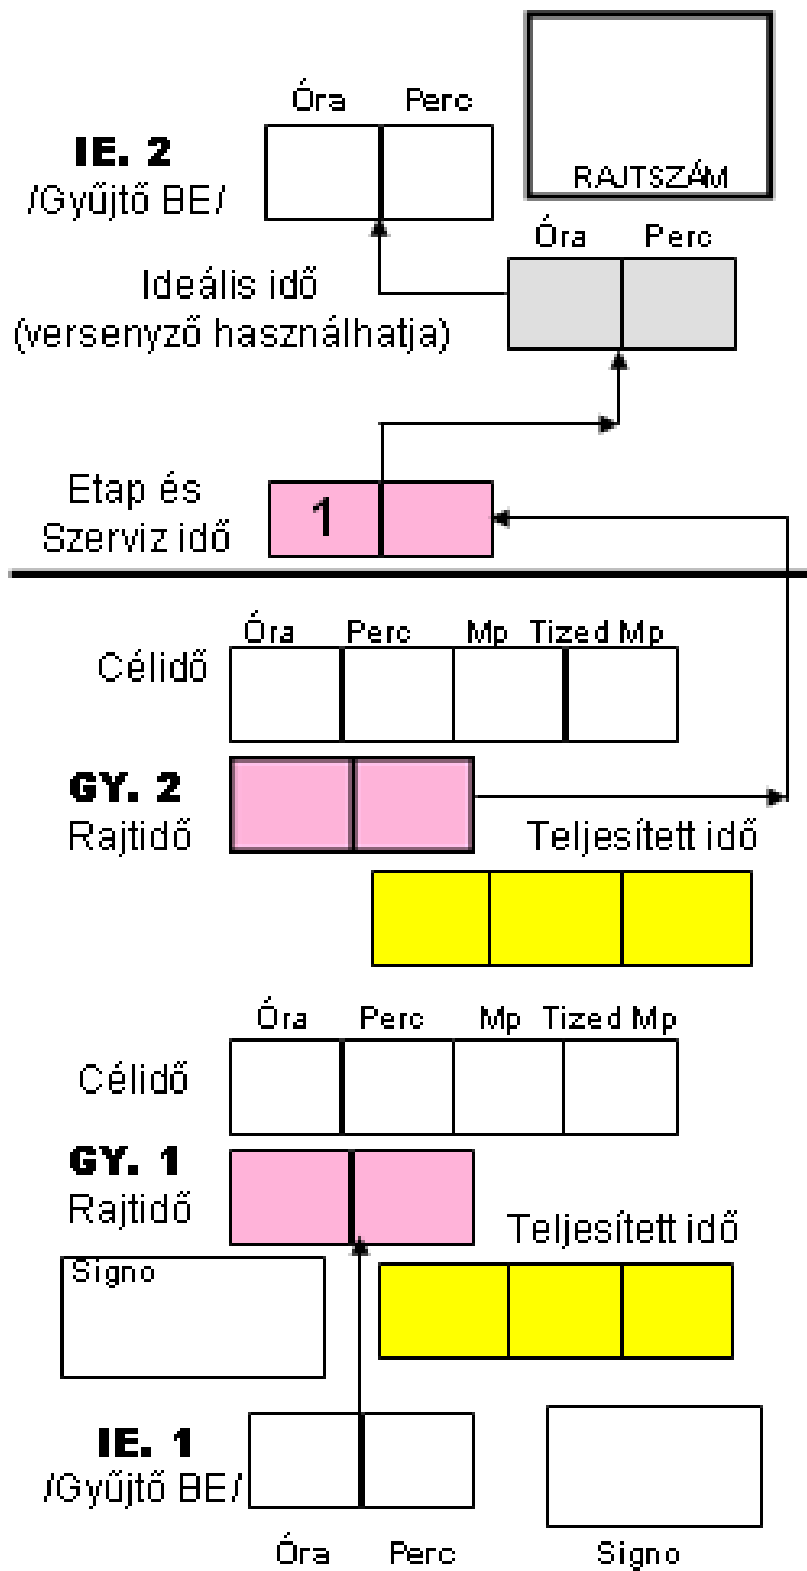 Óra Perc
IE. 2
/Gyűjtő BE/
RAJTSZÁM
Óra Perc
Ideális idő
(versenyző használhatja)
Etap és
Szerviz idő
1
Óra Perc Mp Tized Mp
Célidő
GY. 2
Rajtidő
Teljesített idő
Óra Perc Mp Tized Mp
Célidő
GY. 1
Rajtidő
Teljesített idő
Signo
IE. 1
/Gyűjtő BE/
Óra Perc Signo